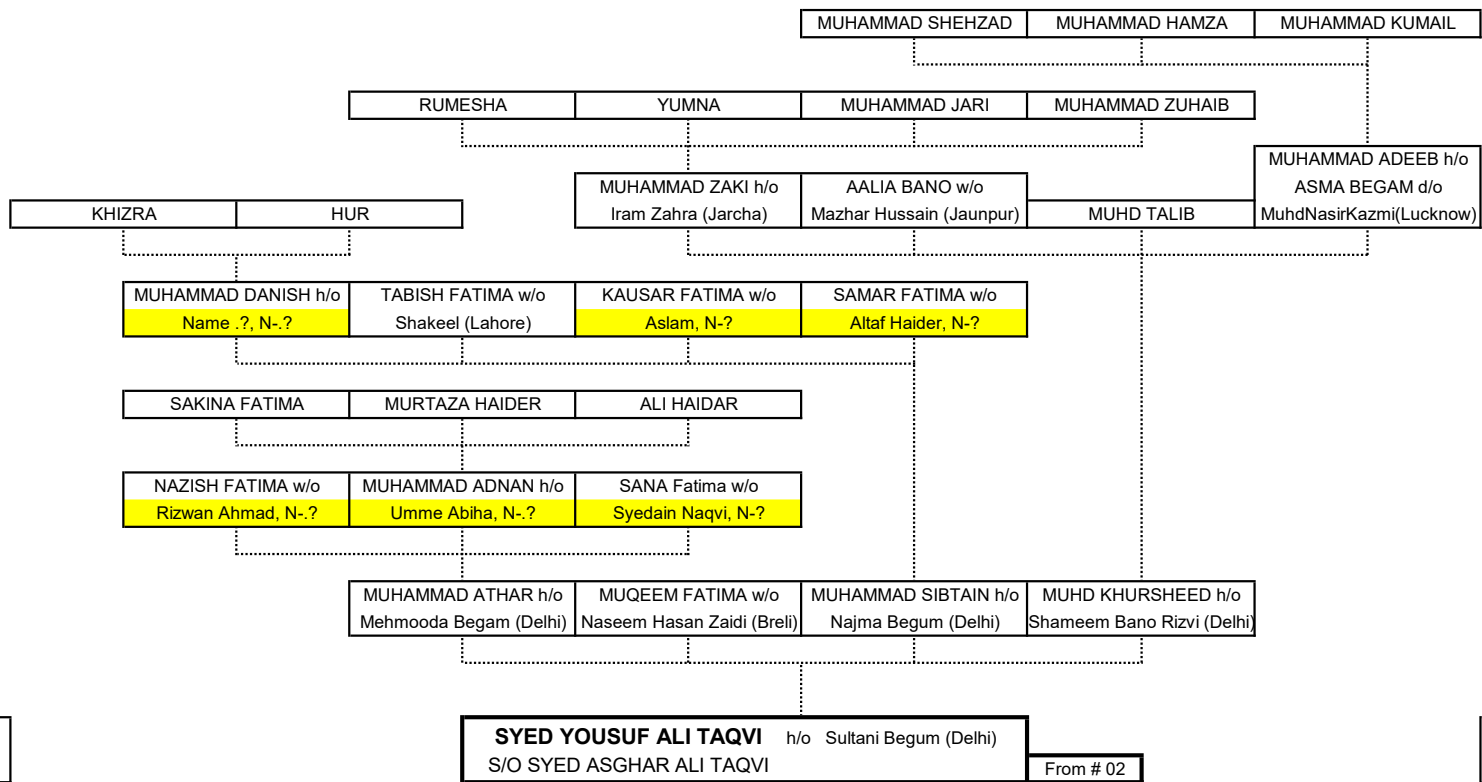 MUHAMMAD SHEHZAD
MUHAMMAD HAMZA
MUHAMMAD KUMAIL
RUMESHA
YUMNA
MUHAMMAD JARI
MUHAMMAD ZUHAIB
MUHAMMAD ZAKI h/o
Iram Zahra (Jarcha)
AALIA BANO w/o
Mazhar Hussain (Jaunpur)
MUHD TALIB
MUHAMMAD ADEEB h/o
ASMA BEGAM d/o
MuhdNasirKazmi(Lucknow)
KHIZRA
HUR
MUHAMMAD DANISH h/o
Name .?, N-.?
TABISH FATIMA w/o
Shakeel (Lahore)
KAUSAR FATIMA w/o
Aslam, N-?
SAMAR FATIMA w/o
Altaf Haider, N-?
SAKINA FATIMA
MURTAZA HAIDER
ALI HAIDAR
NAZISH FATIMA w/o
Rizwan Ahmad, N-.?
MUHAMMAD ADNAN h/o
Umme Abiha, N-.?
SANA Fatima w/o
Syedain Naqvi, N-?
MUHAMMAD ATHAR h/o
Mehmooda Begam (Delhi)
MUQEEM FATIMA w/o
Naseem Hasan Zaidi (Breli)
MUHAMMAD SIBTAIN h/o
Najma Begum (Delhi)
MUHD KHURSHEED h/o
Shameem Bano Rizvi (Delhi)
SYED YOUSUF ALI TAQVI h/o Sultani Begum (Delhi)
S/O SYED ASGHAR ALI TAQVI
From # 02